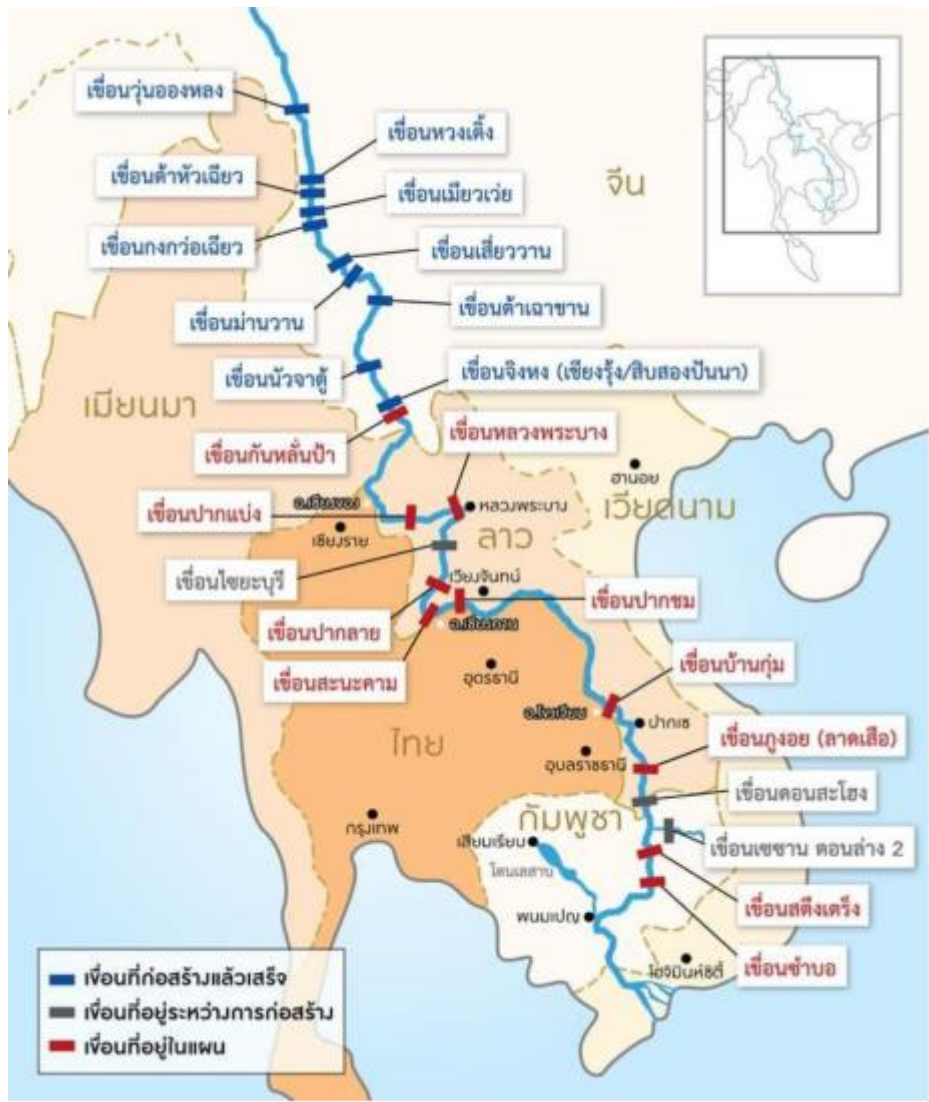 เขื่อนวุ่นอองหลง
เขื่อนหวงเติ้ง
เขื่อนต้าหัวเฉียว
จีน
เขื่อนเมียวเว่ย
เขื่อนกงกว่อเฉียว
เขื่อนเสี่ยววาน
เขื่อนม่านวาน
เขื่อนต้าเฉาซาน
เขื่อนนัวจาตู้
เขื่อนจิงหง (เชียงรุ้ง/สิบสองปันนา)
เมียนมา
เขื่อนหลวงพระบาง
เขื่อนกันหลั่นป้า
ฮานอย
อ.เชียงของ
หลวงพระบาง
เวียดนาม
เขื่อนปากแบ่ง
เชียงราย
ลาว
เขื่อนไซยะบุรี
เวียงจันทน์
เขื่อนปากชม
เขื่อนปากลาย
อ.เชียงคาน
เขื่อนสะนะคาม
อุดรธานี
เขื่อนบ้านกุ่ม
อ.โขงเจียม
ปากเซ
ไทย
เขื่อนภูงอย (ลาดเสือ)
อุบลราชธานี
เขื่อนดอนสะโฮง
กัมพูชา
กรุงเทพ
เสียมเรียบ
เขื่อนเซซาน ตอนล่าง 2
โตนเลสาบ
เขื่อนสตึงเตร็ง
พนมเปญ
เขื่อนซำบอ
โฮจิมินห์ซิตี้
เขื่อนที่ก่อสร้างแล้วเสร็จ
เขื่อนที่อยู่ระหว่างการก่อสร้าง
เขื่อนที่อยู่ในแผน